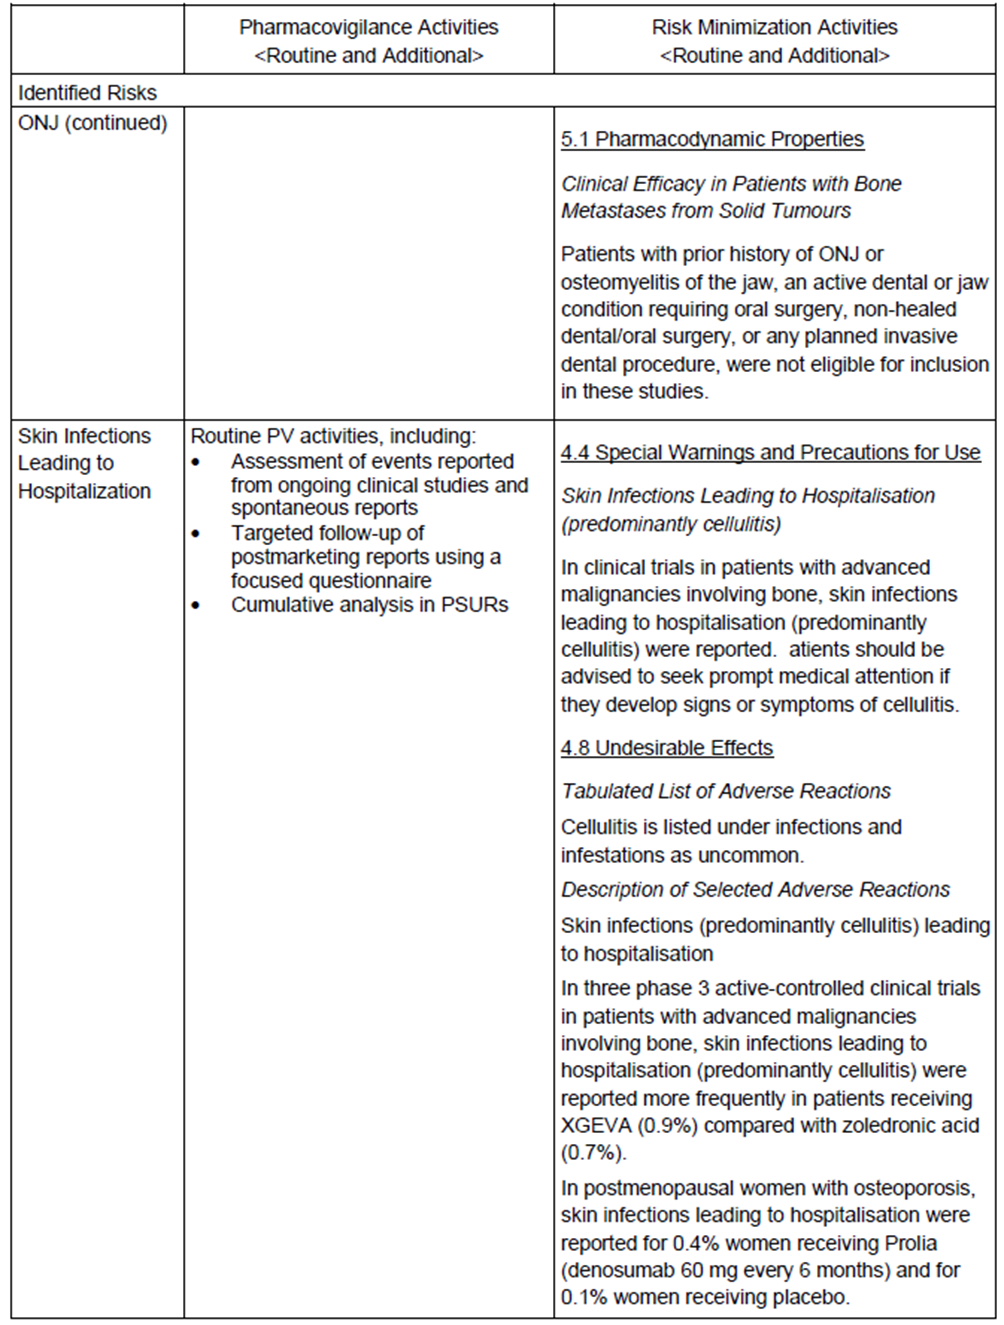 Pharmacovigilance Activities
<Routine and Additional>
Risk Minimization Activities
<Routine and Additional>
Identified Risks
ONJ (continued)
5.1 Pharmacodynamic Properties
Clinical Efficacy in Patients with Bone
Metastases from Solid Tumours
Patients with prior history of ONJ or
osteomyelitis of the jaw, an active dental or jaw
condition requiring oral surgery, non-healed
dental/oral surgery, or any planned invasive
dental procedure, were not eligible for inclusion
in these studies.
Skin Infections
Leading to
Hospitalization
Routine PV activities, including:
• Assessment of events reported
from ongoing clinical studies and
spontaneous reports
• Targeted follow-up of
postmarketing reports using a
focused questionnaire
• Cumulative analysis in PSURs
4.4 Special Warnings and Precautions for Use
Skin Infections Leading to Hospitalisation
(predominantly cellulitis)
In clinical trials in patients with advanced
malignancies involving bone, skin infections
leading to hospitalisation (predominantly
cellulitis) were reported.  atients should be
advised to seek prompt medical attention if
they develop signs or symptoms of cellulitis.
4.8 Undesirable Effects
Tabulated List of Adverse Reactions
Cellulitis is listed under infections and
infestations as uncommon.
Description of Selected Adverse Reactions
Skin infections (predominantly cellulitis) leading
to hospitalisation
In three phase 3 active-controlled clinical trials
in patients with advanced malignancies
involving bone, skin infections leading to
hospitalisation (predominantly cellulitis) were
reported more frequently in patients receiving
XGEVA (0.9%) compared with zoledronic acid
(0.7%).
In postmenopausal women with osteoporosis,
skin infections leading to hospitalisation were
reported for 0.4% women receiving Prolia
(denosumab 60 mg every 6 months) and for
0.1% women receiving placebo.